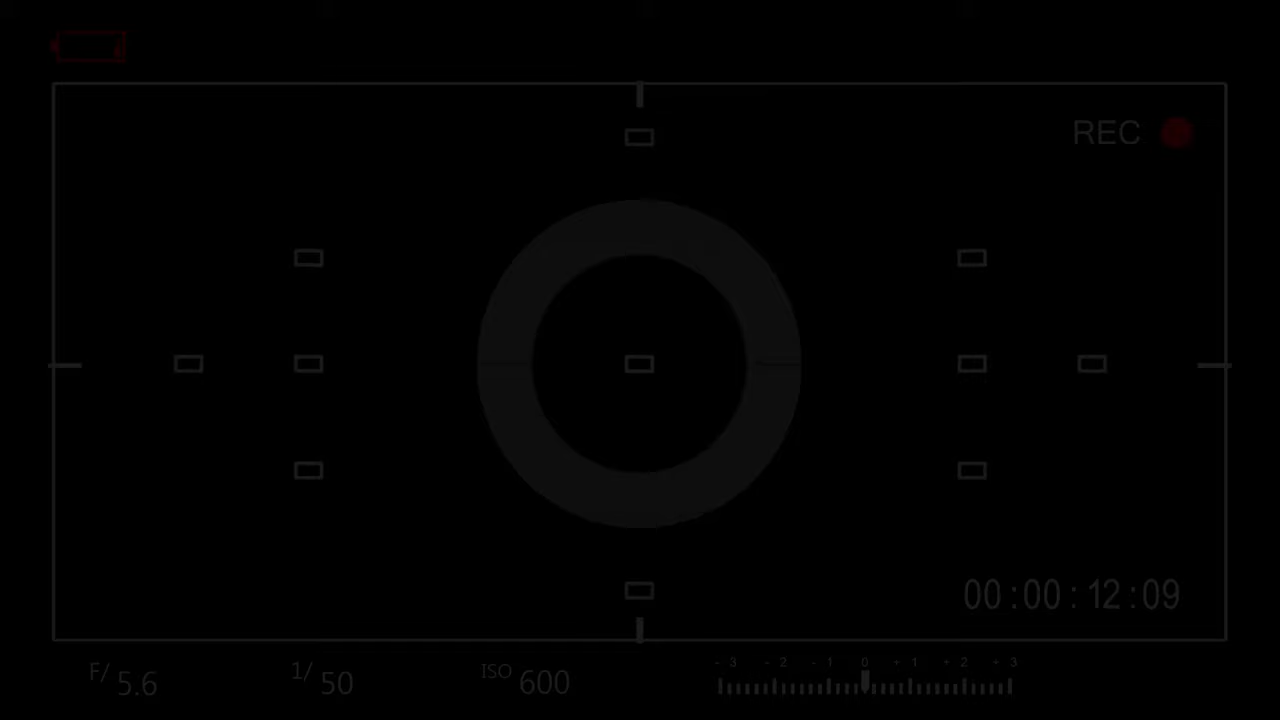 REC
00:00:12:09
F/5.6 1/50 ISO 600
- 3 - 2 - 1 0 + 1 + 2 + 3